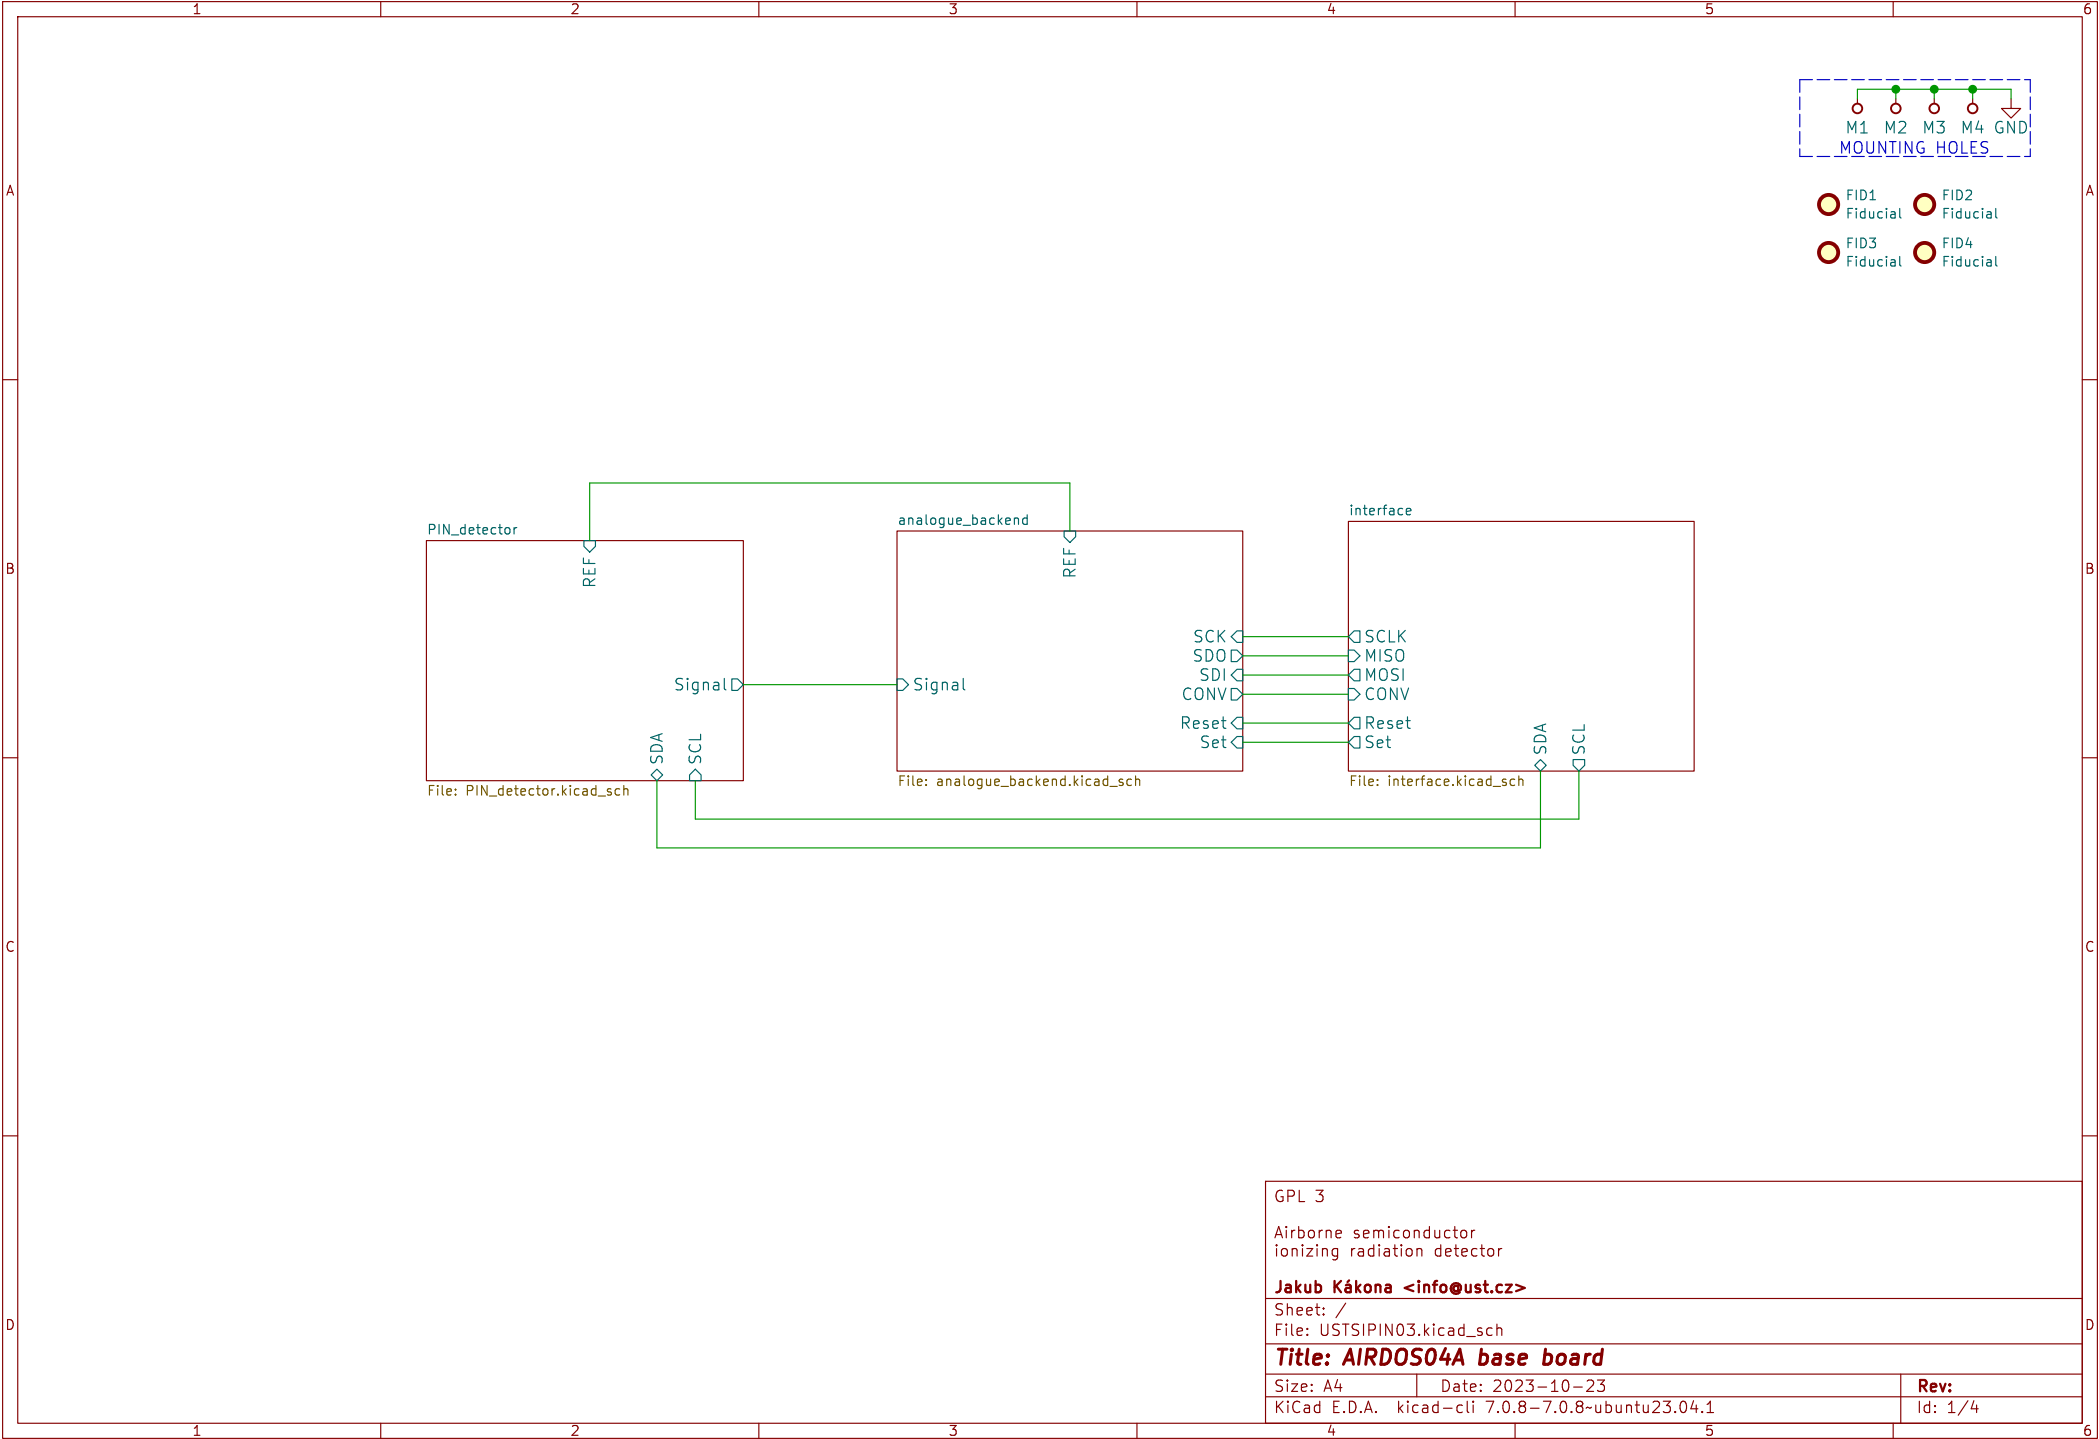 1 2 3 4 5 6
M1 M2 M3 M4 GND
MOUNTING HOLES
A A
FID1 FID2
Fiducial Fiducial
FID3 FID4
Fiducial Fiducial
PIN_detector
REF
Signal
SDA
SCL
File: PIN_detector.kicad_sch
analogue_backend
REF
Signal
SCK
SDO
SDI
CONV
Reset
Set
File: analogue_backend.kicad_sch
interface
SCLK
MISO
MOSI
CONV
Reset
Set
SDA
SCL
File: interface.kicad_sch
B B
C C
D D
GPL 3
Airborne semiconductor
ionizing radiation detector
Jakub Kákona <info@ust.cz>
Sheet: /
File: USTSIPIN03.kicad_sch
Title: AIRDOS04A base board
Size: A4 Date: 2023-10-23 Rev:
KiCad E.D.A. kicad-cli 7.0.8-7.0.8~ubuntu23.04.1 Id: 1/4
1 2 3 4 5 6